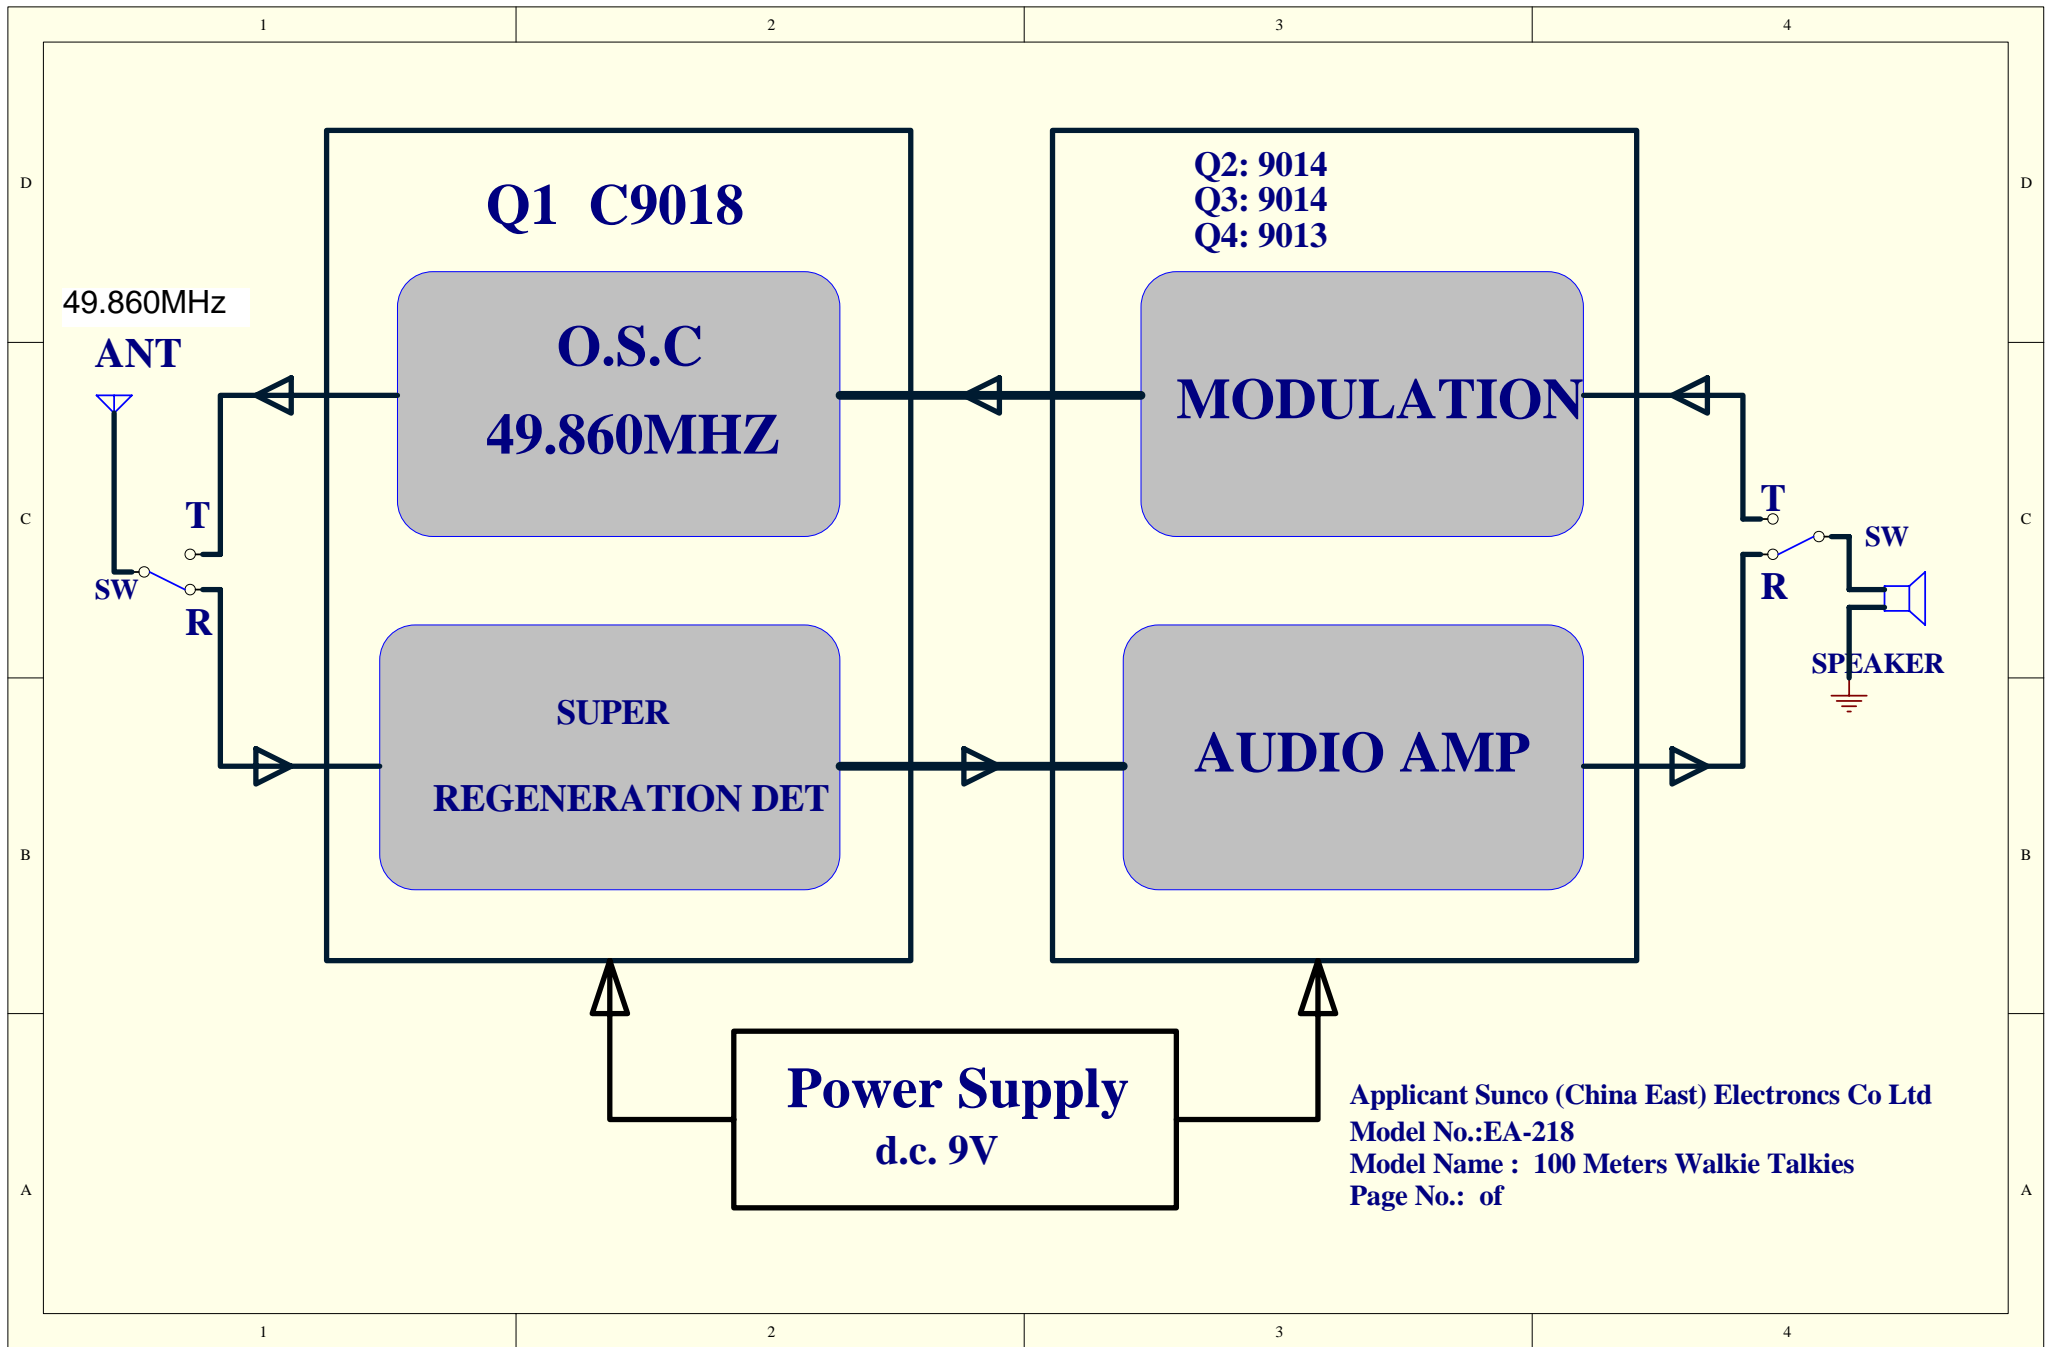 1 2 3 4
D D
Q1 C9018
Q2: 9014
Q3: 9014
Q4: 9013
49.860MHz
ANT
O.S.C
49.860MHZ
MODULATION
T
T
C C
SW
SW
R
R
SPEAKER
SUPER
REGENERATION DET
AUDIO AMP
B B
Power Supply
d.c. 9V
Applicant Sunco (China East) Electroncs Co Ltd
Model No.:EA-218
Model Name : 100 Meters Walkie Talkies
Page No.: of
A A
1 2 3 4